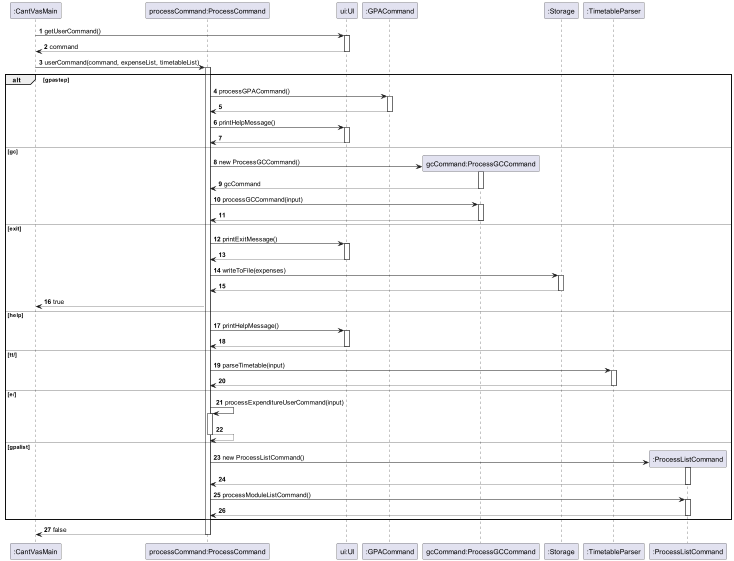 :CantVasMain processCommand:ProcessCommand ui:UI :GPACommand :Storage :TimetableParser
1 getUserCommand()
2 command
3 userCommand(command, expenseList, timetableList)
alt [gpastep]
4 processGPACommand()
5
6 printHelpMessage()
7
[gc]
8 new ProcessGCCommand() gcCommand:ProcessGCCommand
9 gcCommand
10 processGCCommand(input)
11
[exit]
12 printExitMessage()
13
14 writeToFile(expenses)
15
16 true
[help]
17 printHelpMessage()
18
[tt/]
19 parseTimetable(input)
20
[e/]
21 processExpenditureUserCommand(input)
22
[gpalist]
23 new ProcessListCommand() :ProcessListCommand
24
25 processModuleListCommand()
26
27 false
:CantVasMain processCommand:ProcessCommand ui:UI :GPACommand gcCommand:ProcessGCCommand :Storage :TimetableParser :ProcessListCommand